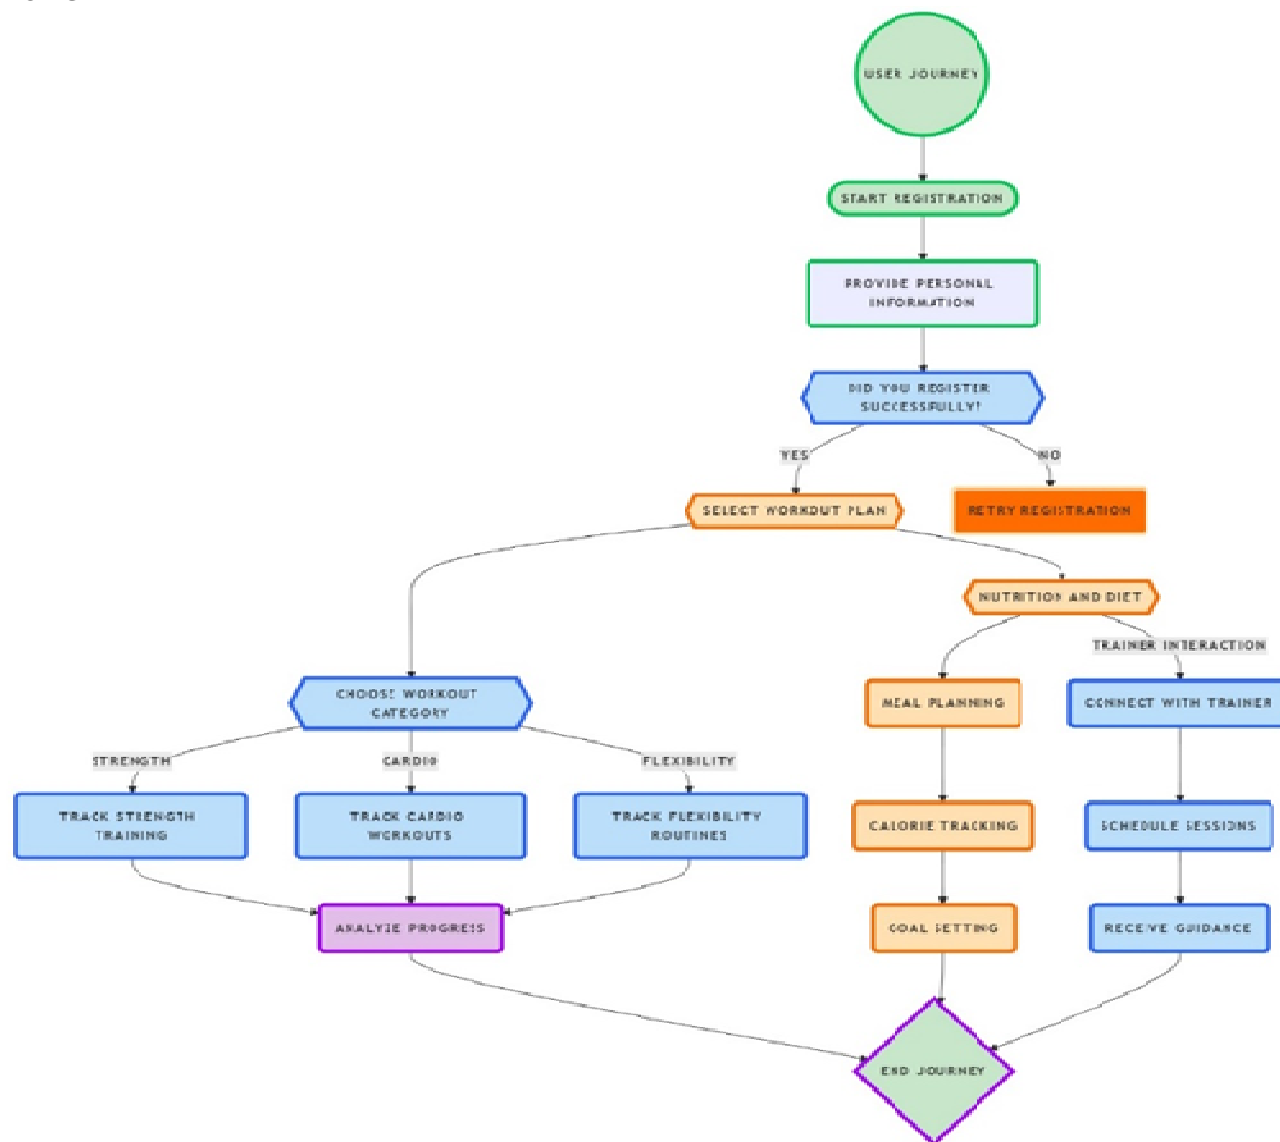 USER JOURNEY
START REGISTRATION
PROVIDE PERSONAL
INFORMATION
DID YOU REGISTER
SUCCESSFULLY?
YES
NO
SELECT WORKOUT PLAN
RETRY REGISTRATION
NUTRITION AND DIET
TRAINER INTERACTION
CHOOSE WORKOUT
CATEGORY
MEAL PLANNING
CONNECT WITH TRAINER
STRENGTH
CARDIO
FLEXIBILITY
TRACK STRENGTH
TRAINING
TRACK CARDIO
WORKOUTS
TRACK FLEXIBILITY
ROUTINES
CALORIE TRACKING
SCHEDULE SESSIONS
ANALYZE PROGRESS
GOAL SETTING
RECEIVE GUIDANCE
END JOURNEY